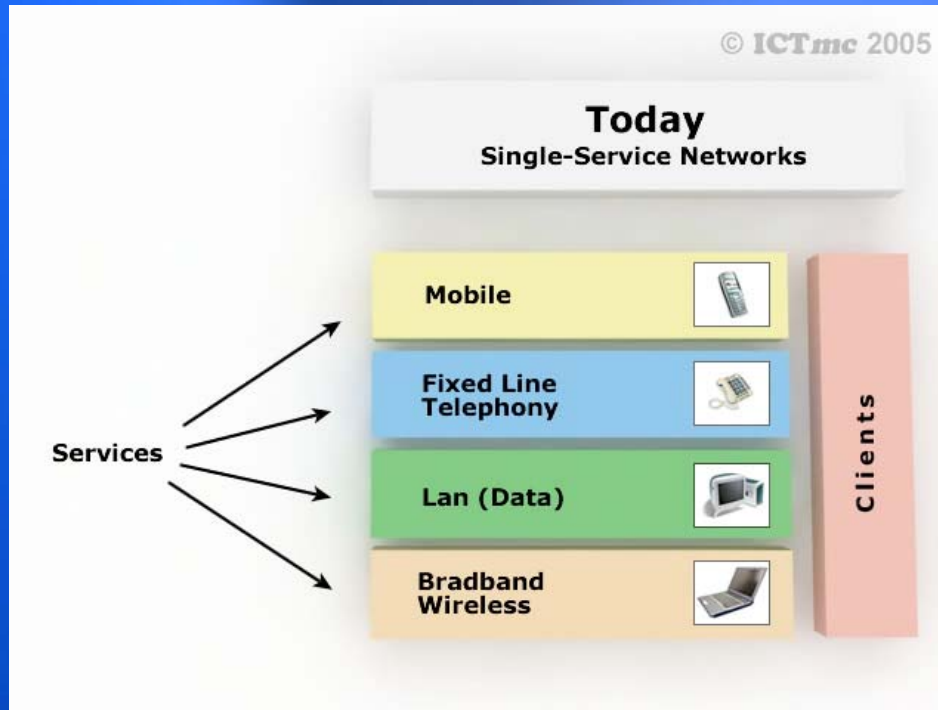 © ICTmc 2005
Today
Single-Service Networks
Mobile
Fixed Line
Telephony
Services
Lan (Data)
Bradband
Wireless
Clients